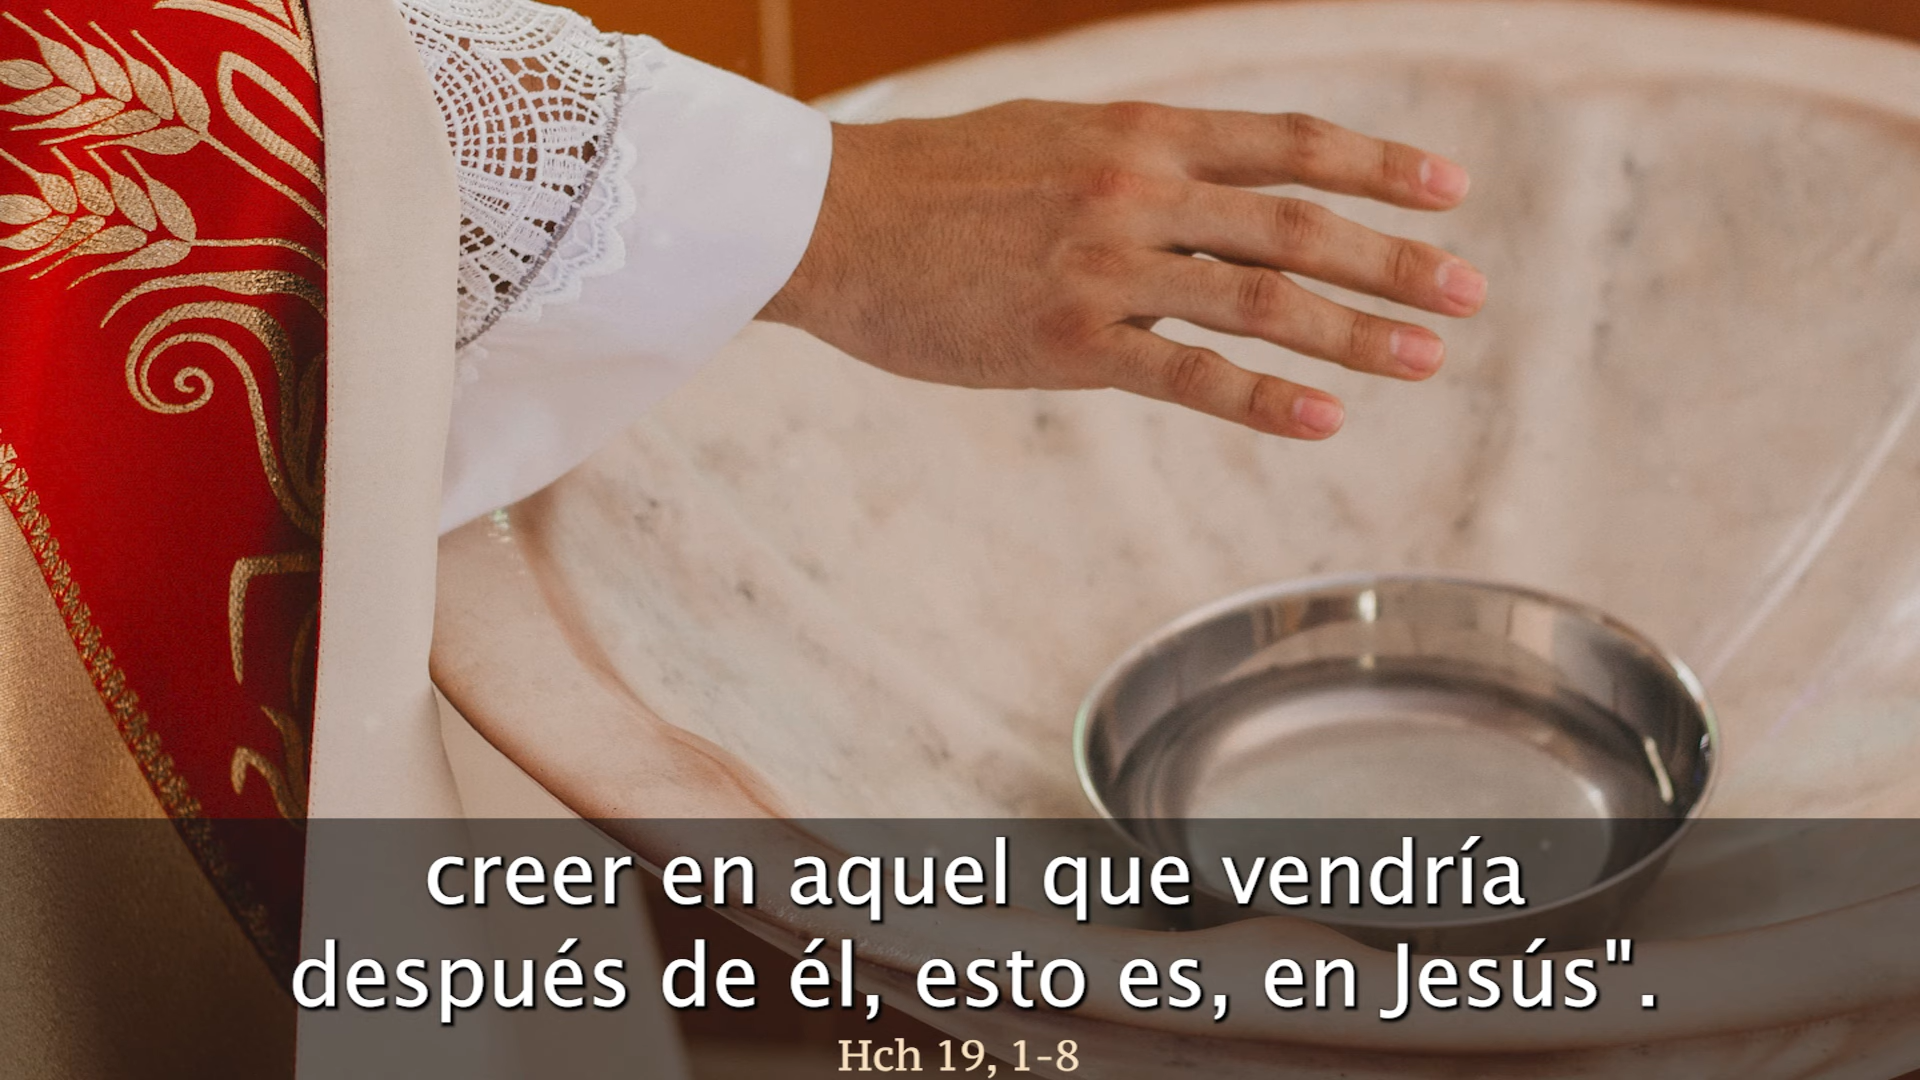 creer en aquel que vendría
después de él, esto es, en Jesús".
Hch 19, 1-8